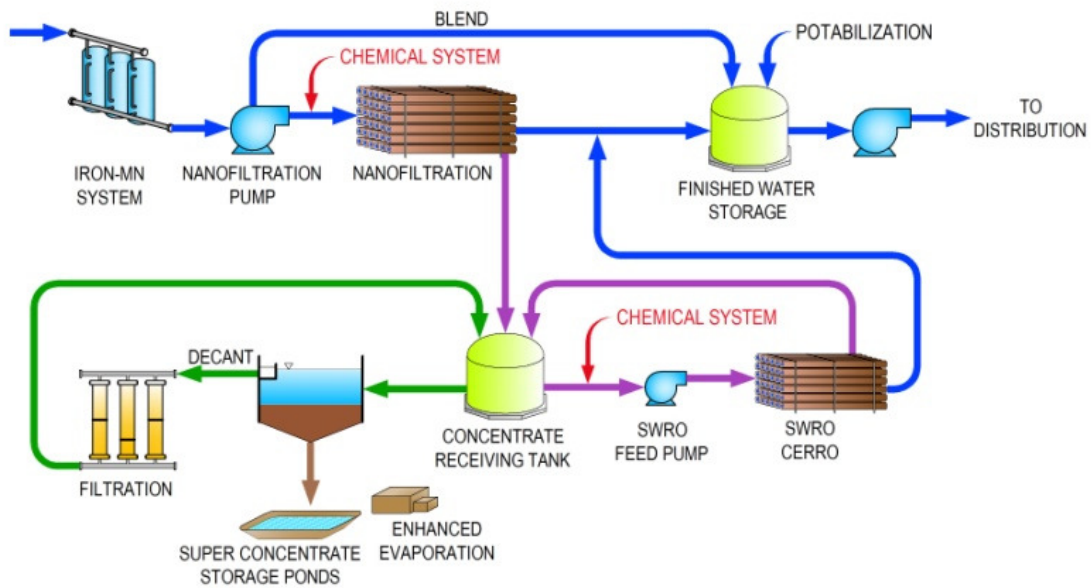 BLEND
POTABILIZATION
CHEMICAL SYSTEM
TO
DISTRIBUTION
IRON-MN
SYSTEM
NANOFILTRATION
PUMP
NANOFILTRATION
FINISHED WATER
STORAGE
CHEMICAL SYSTEM
DECANT
CONCENTRATE
RECEIVING TANK
SWRO
FEED PUMP
SWRO
CERRO
FILTRATION
ENHANCED
EVAPORATION
SUPER CONCENTRATE
STORAGE PONDS